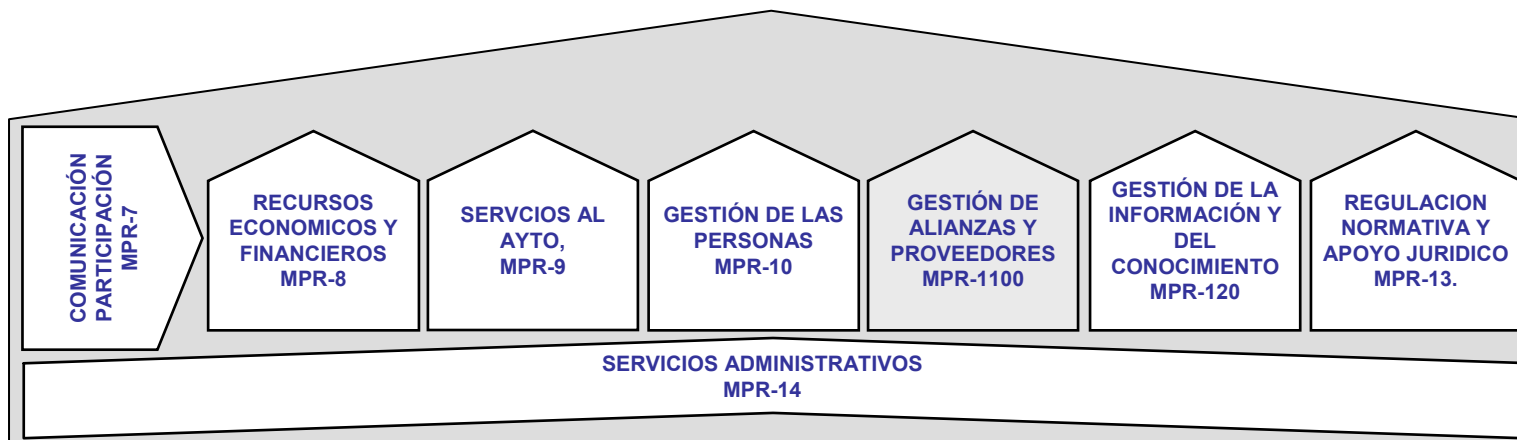 COMUNICACIÓN
PARTICIPACIÓN
MPR-7
RECURSOS
ECONOMICOS Y
FINANCIEROS
MPR-8
SERVCIOS AL
AYTO,
MPR-9
GESTIÓN DE LAS
PERSONAS
MPR-10
GESTIÓN DE
ALIANZAS Y
PROVEEDORES
MPR-1100
GESTIÓN DE LA
INFORMACIÓN Y
DEL
CONOCIMIENTO
MPR-120
REGULACION
NORMATIVA Y
APOYO JURIDICO
MPR-13.
SERVICIOS ADMINISTRATIVOS
MPR-14